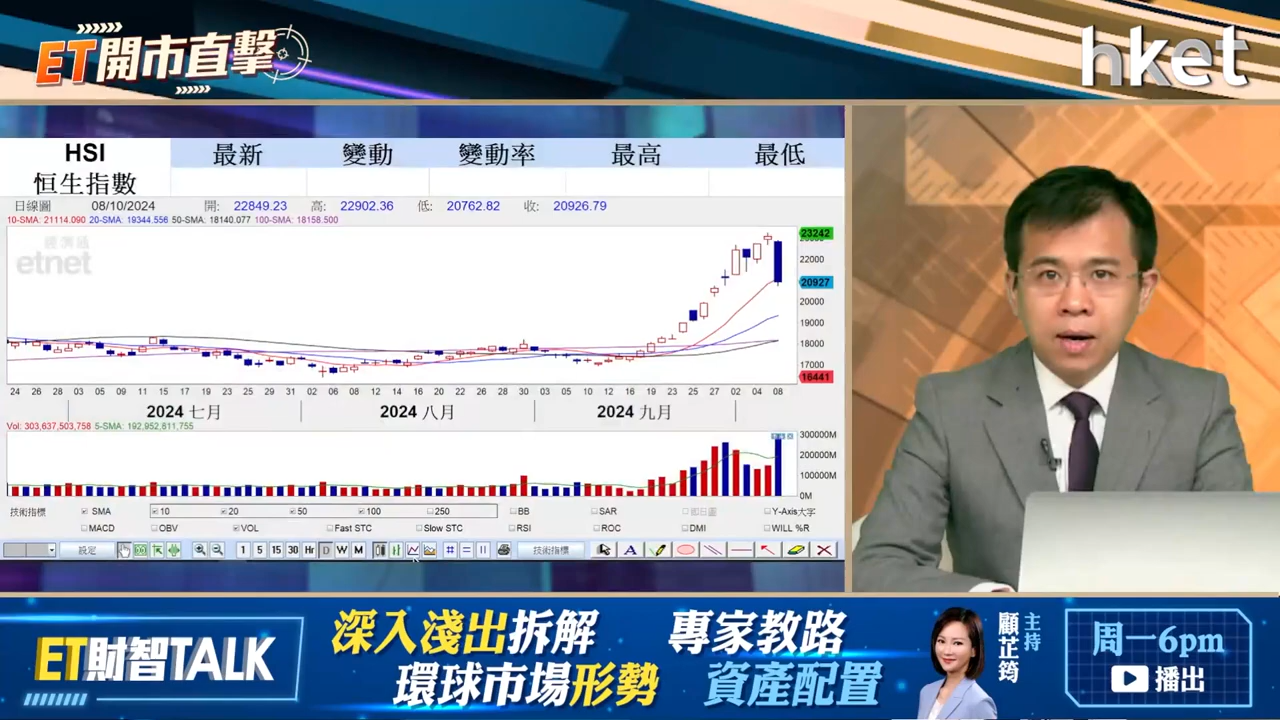 ET開市直擊
hket
HSI 最新 變動 變動率 最高 最低
恒生指數
日線圖 08/10/2024 開: 22849.23 高: 22902.36 低: 20762.82 收: 20926.79
10-SMA: 21114.090 20-SMA: 19344.556 50-SMA: 18140.077 100-SMA: 18158.500
經濟通
etnet
23242
22000
20927
20000
19000
18000
17000
16441
24 26 28 03 05 09 11 15 17 19 23 25 29 31 02 06 08 12 14 16 20 22 26 28 30 03 05 10 12 16 19 23 25 27 02 04 08
2024 七月 2024 八月 2024 九月
Vol: 303,637,503,758 5-SMA: 192,952,811,755
300000M
200000M
100000M
0M
技術指標 SMA 10 20 50 100 250 BB SAR Y-Axis大字
MACD OBV VOL Fast STC Slow STC RSI ROC DMI WILL %R
設定 1 5 15 30 Hr D W M 技術指標 A
ET財智TALK
深入淺出拆解
環球市場形勢
專家教路
資產配置
主持
顧芷筠
周一6pm
播出